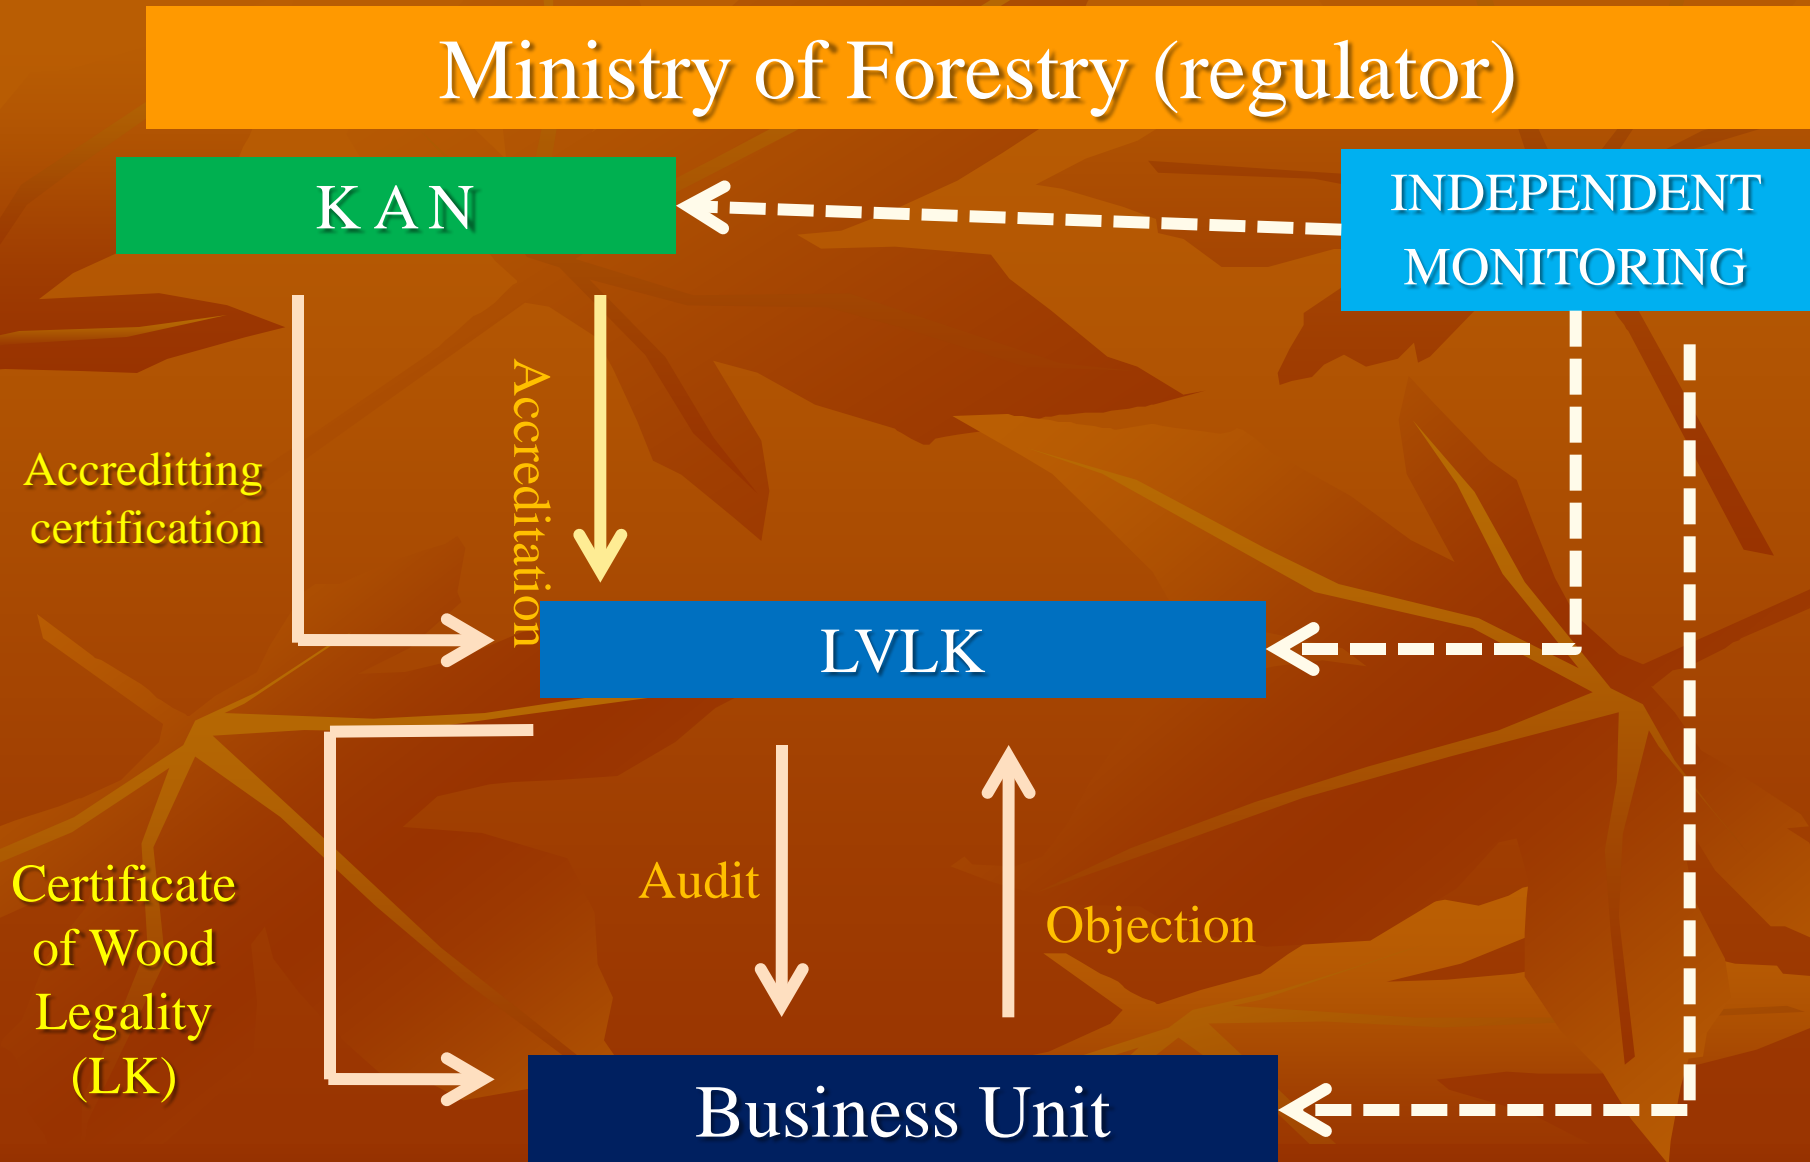 Ministry of Forestry (regulator)
K A N
INDEPENDENT
MONITORING
Accreditation
Accreditting
certification
LVLK
Audit
Objection
Certificate
of Wood
Legality
(LK)
Business Unit